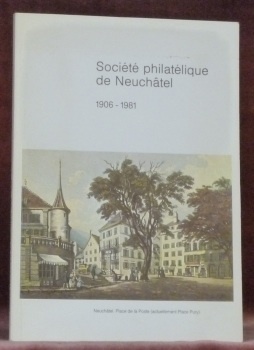 Société philatélique
de Neuchâtel
1906 - 1981
Neuchâtel, Place de la Poste (actuellement Place Pury)